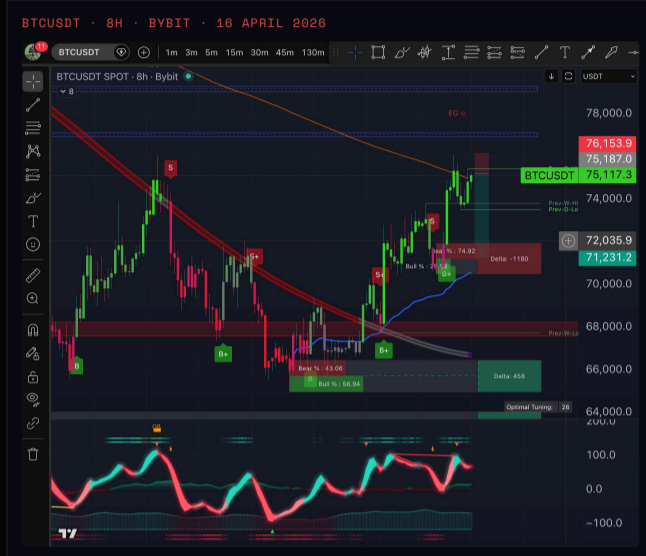 BTCUSDT · 8H · BYBIT · 16 APRIL 2026
11
BTCUSDT 1m 3m 5m 15m 30m 45m 130m
BTCUSDT SPOT · 8h · Bybit
USDT
8
78,000.0
EG
76,153.9
75,187.0
BTCUSDT 75,117.3
74,000.0
Prev-W-Hi
Prev-D-Lo
72,035.9
71,231.2
70,000.0
68,000.0
66,000.0
64,000.0
S
S+
S+
S
: 74.92
Bull % :
Delta: -1180
B+
Prev-W-Lo
B
B+
B+
Bear % : 43.06
B
Bull % : 56.94
Delta: 458
Optimal Tuning: 26
200.0
100.0
0.0
−100.0